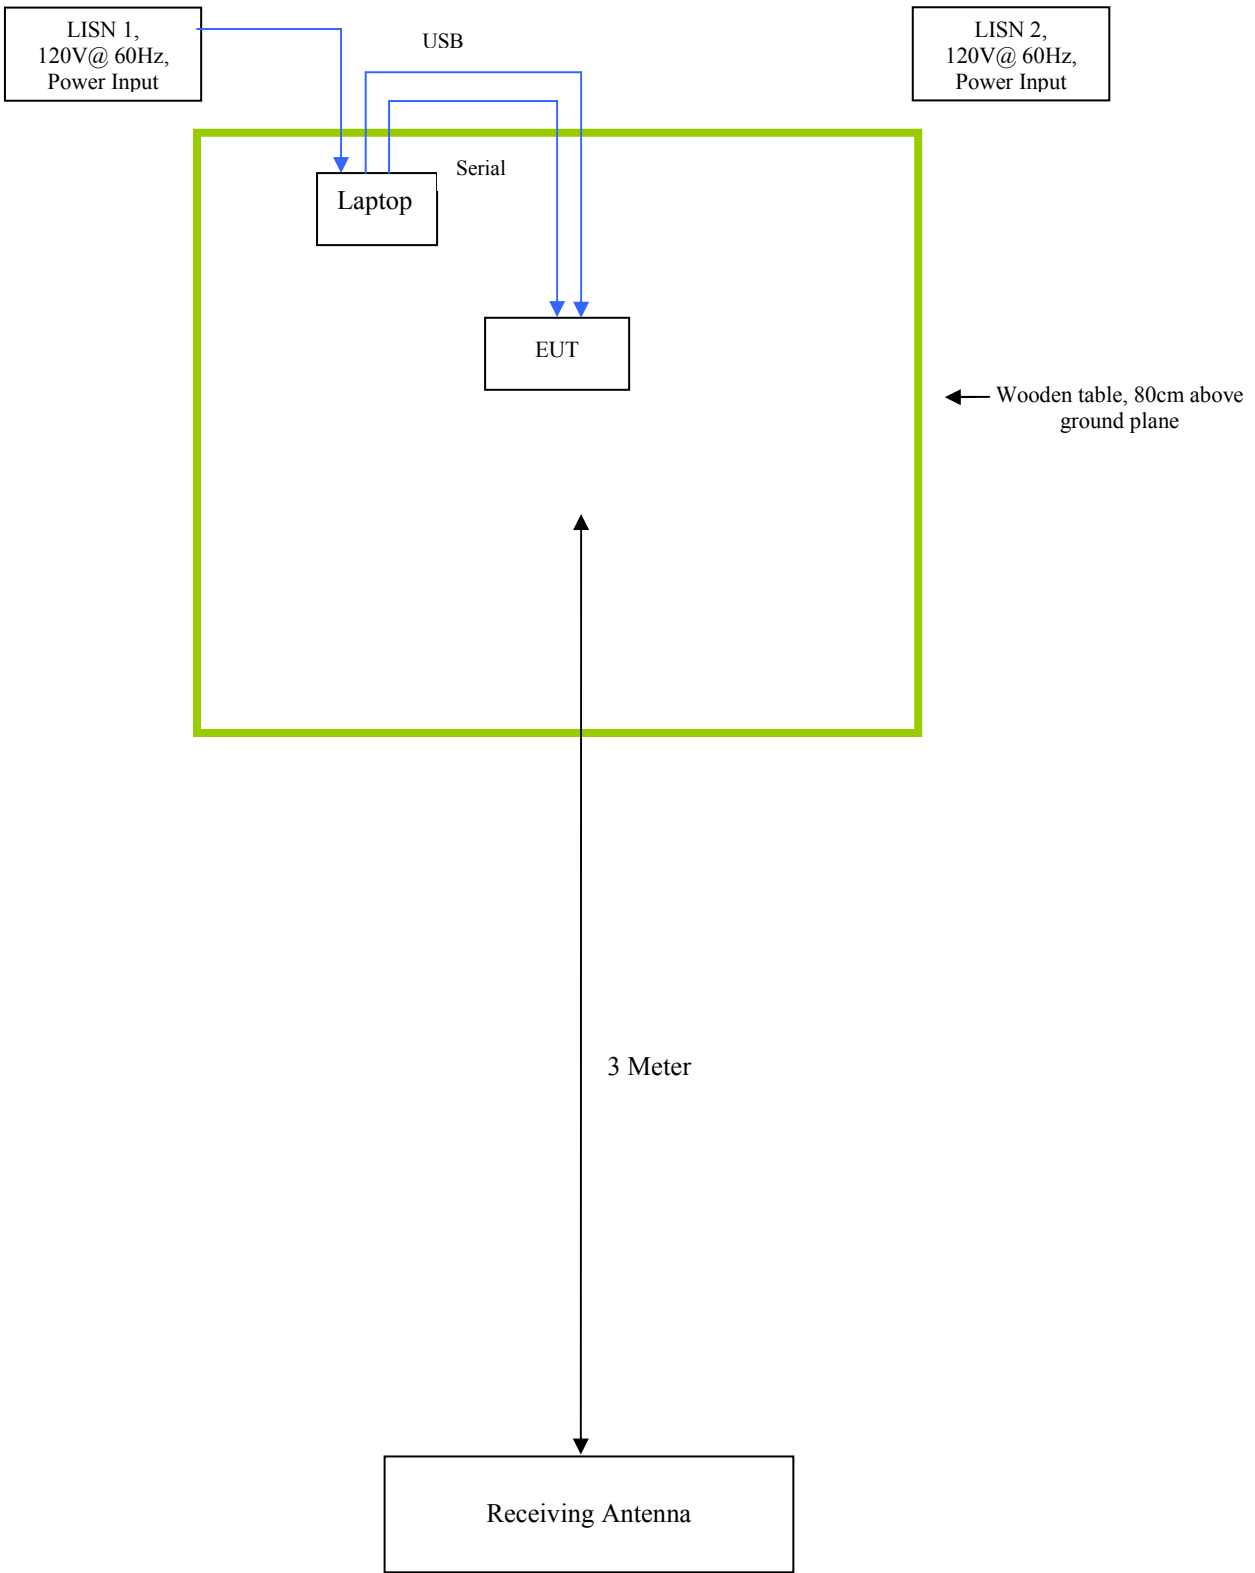 LISN 1,
120V@ 60Hz,
Power Input
USB
LISN 2,
120V@ 60Hz,
Power Input
Serial
Laptop
EUT
Wooden table, 80cm above
ground plane
3 Meter
Receiving Antenna